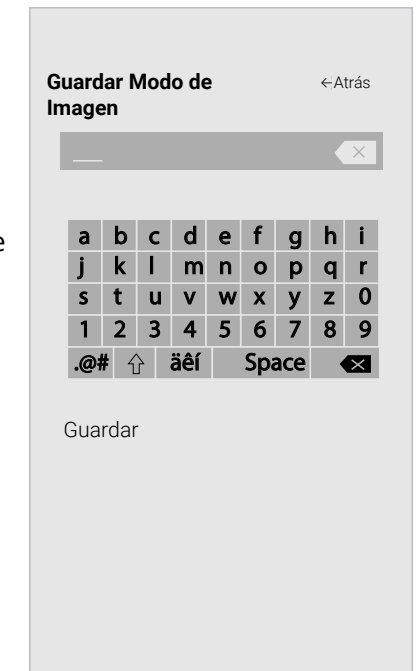 Guardar Modo de
Imagen
←Atrás
e
a b c d e f g h i
j k l m n o p q r
s t u v w x y z 0
1 2 3 4 5 6 7 8 9
.@# äêí Space
Guardar